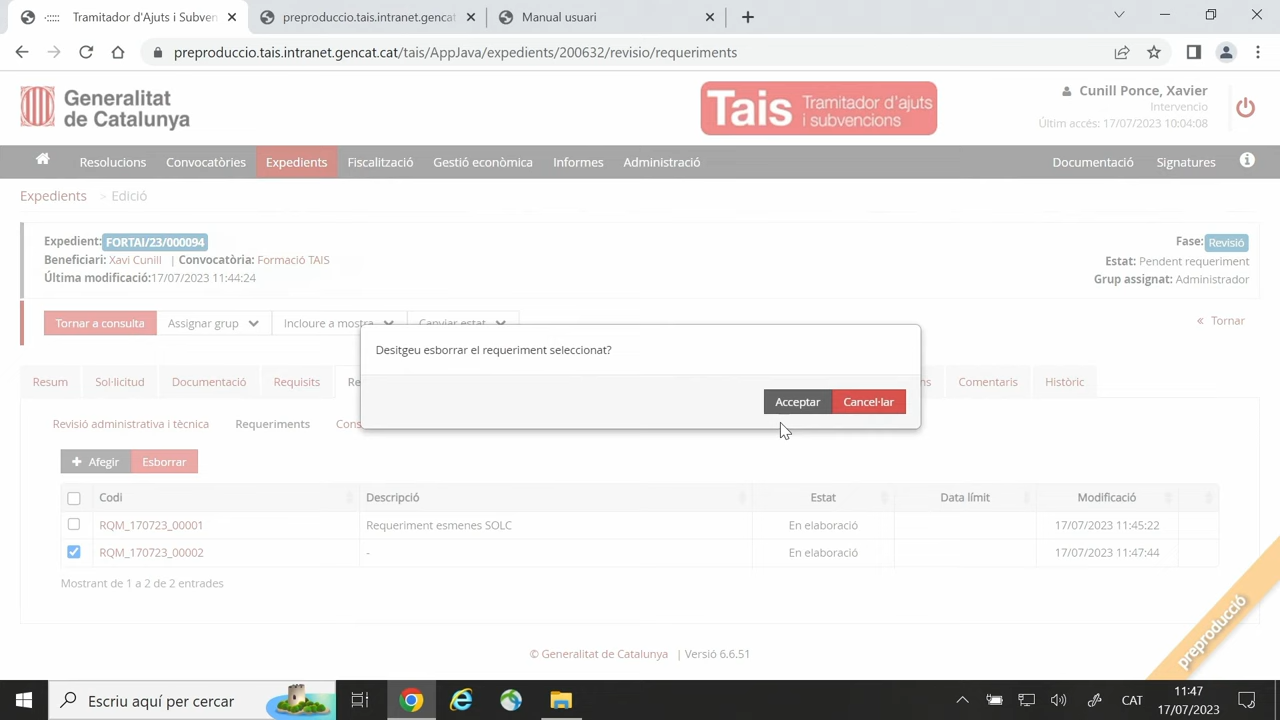 Tramitador d'Ajuts i Subven
preproduccio.tais.intranet.gencat
Manual usuari
preproduccio.tais.intranet.gencat.cat/tais/AppJava/expedients/200632/revisio/requeriments
Generalitat
de Catalunya
Tais Tramitador d'ajuts
i subvencions
Cunill Ponce, Xavier
Intervencio
Últim accés: 17/07/2023 10:04:08
Resolucions Convocatòries Expedients Fiscalització Gestió econòmica Informes Administració Documentació Signatures
Expedients > Edició
Expedient: FORTAI/23/000094
Fase: Revisió
Beneficiari: Xavi Cunill | Convocatòria: Formació TAIS
Estat: Pendent requeriment
Última modificació:17/07/2023 11:44:24
Grup assignat: Administrador
Tornar a consulta Assignar grup Incloure a mostra Canviar estat « Tornar
Desitgeu esborrar el requeriment seleccionat?
Acceptar Cancel·lar
Resum Sol·licitud Documentació Requisits Re ns Comentaris Històric
Revisió administrativa i tècnica Requeriments Cons
+ Afegir Esborrar
Codi Descripció Estat Data límit Modificació
RQM_170723_00001 Requeriment esmenes SOLC En elaboració 17/07/2023 11:45:22
RQM_170723_00002 - En elaboració 17/07/2023 11:47:44
Mostrant de 1 a 2 de 2 entrades
preproducció
© Generalitat de Catalunya | Versió 6.6.51
Escriu aquí per cercar
CAT
11:47
17/07/2023